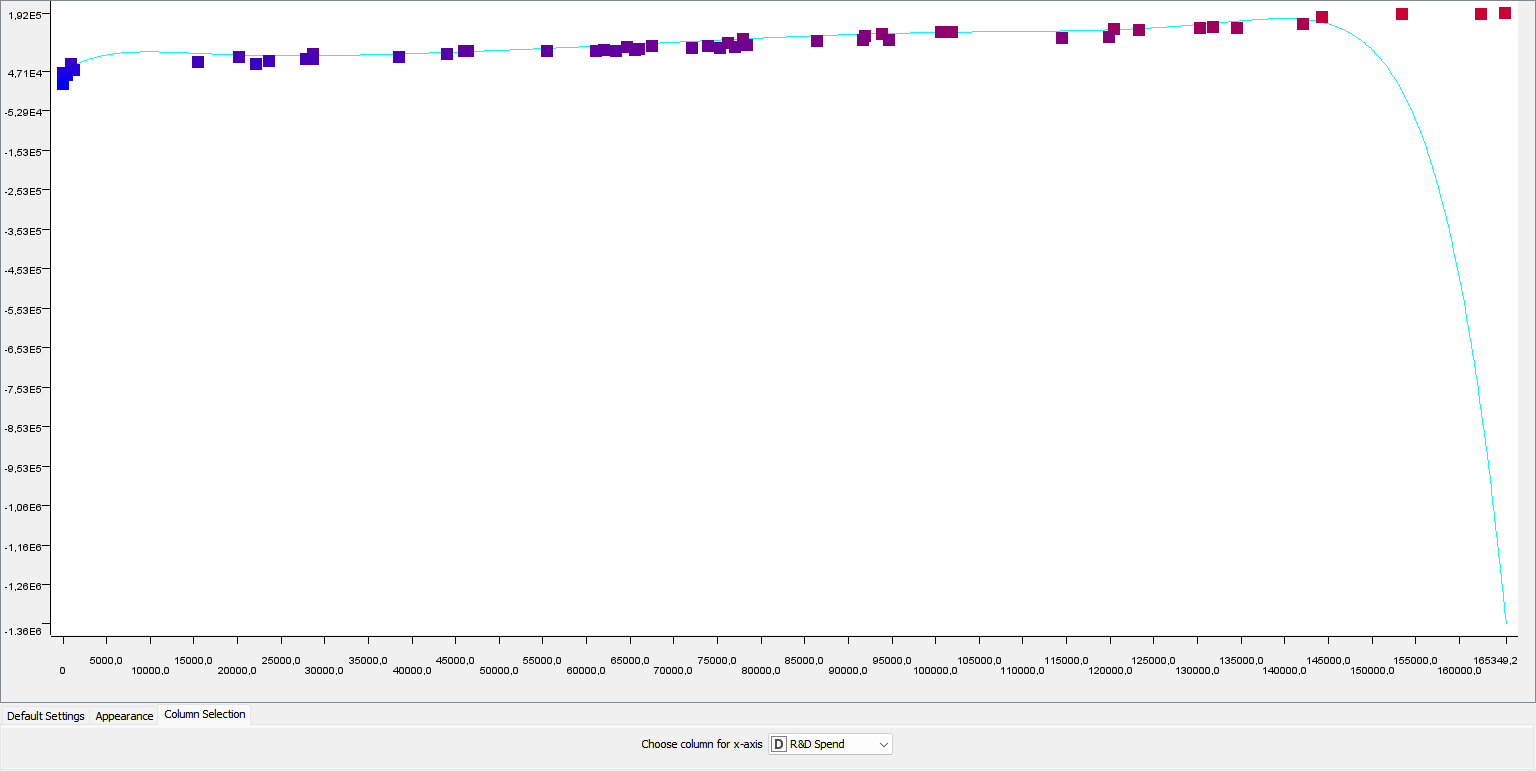 1,92E5
4,71E4
-5,29E4
-1,53E5
-2,53E5
-3,53E5
-4,53E5
-5,53E5
-6,53E5
-7,53E5
-8,53E5
-9,53E5
-1,06E6
-1,16E6
-1,26E6
-1.36E6
5000,0 15000,0 25000,0 35000,0 45000,0 55000,0 65000,0 75000,0 85000,0 95000,0 105000,0 115000,0 125000,0 135000,0 145000,0 155000,0 165349,2
0 10000,0 20000,0 30000,0 40000,0 50000,0 60000,0 70000,0 80000,0 90000,0 100000,0 110000,0 120000,0 130000,0 140000,0 150000,0 160000,0
Default Settings Appearance Column Selection
Choose column for x-axis D R&D Spend